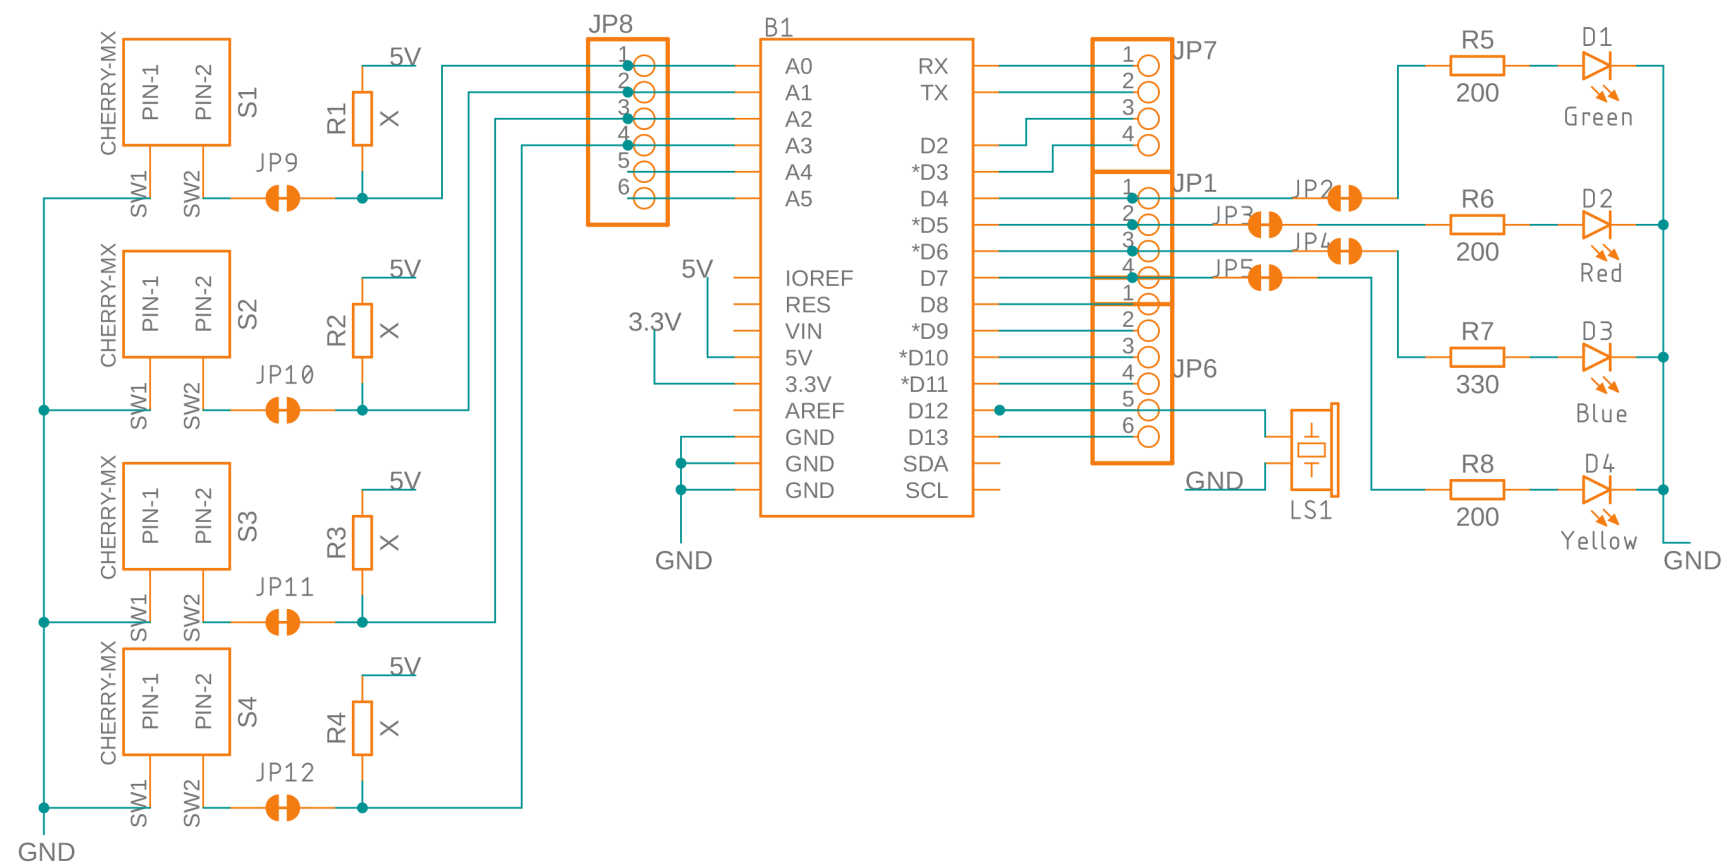 CHERRY-MX
PIN-1
PIN-2
S1
SW1
SW2
JP9
5V
R1
X
CHERRY-MX
PIN-1
PIN-2
S2
SW1
SW2
JP10
5V
R2
X
CHERRY-MX
PIN-1
PIN-2
S3
SW1
SW2
JP11
5V
R3
X
CHERRY-MX
PIN-1
PIN-2
S4
SW1
SW2
JP12
5V
R4
X
GND
JP8
1
2
3
4
5
6
5V
3.3V
GND
B1
A0
A1
A2
A3
A4
A5
IOREF
RES
VIN
5V
3.3V
AREF
GND
GND
GND
RX
TX
D2
*D3
D4
*D5
*D6
D7
D8
*D9
*D10
*D11
D12
D13
SDA
SCL
JP7
1
2
3
4
JP1
1
2
3
4
JP6
1
2
3
4
5
6
JP2
JP3
JP4
JP5
GND
LS1
R5
200
D1
Green
R6
200
D2
Red
R7
330
D3
Blue
R8
200
D4
Yellow
GND